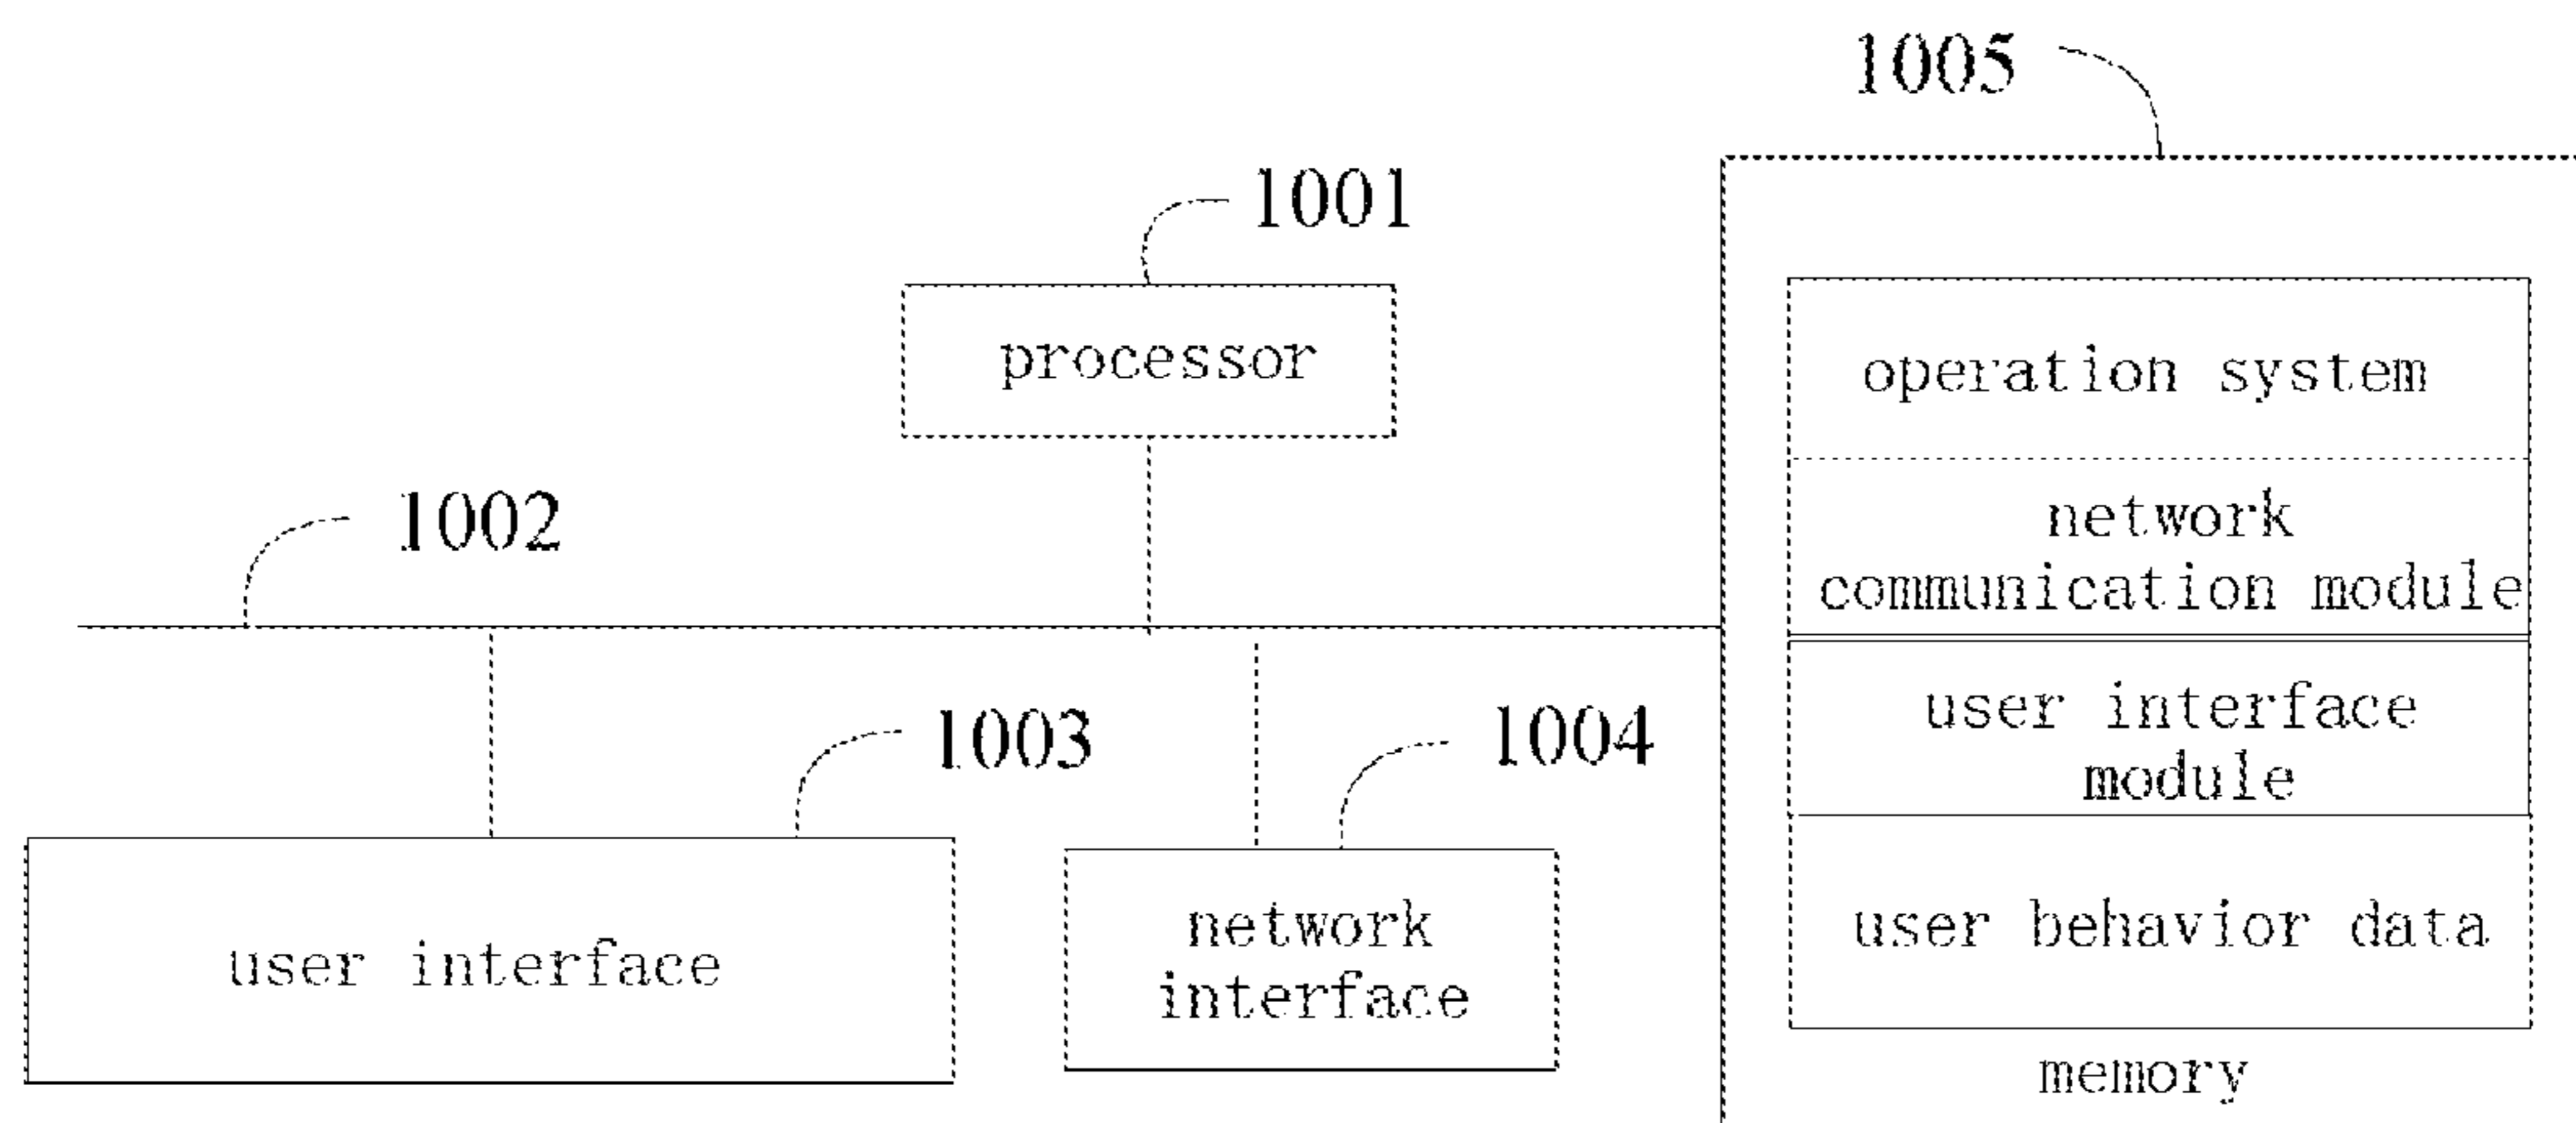 1005
1001
processor
operation system
1002
network
communication module
user interface
module
1003
1004
user interface
network
interface
user behavior data
memory